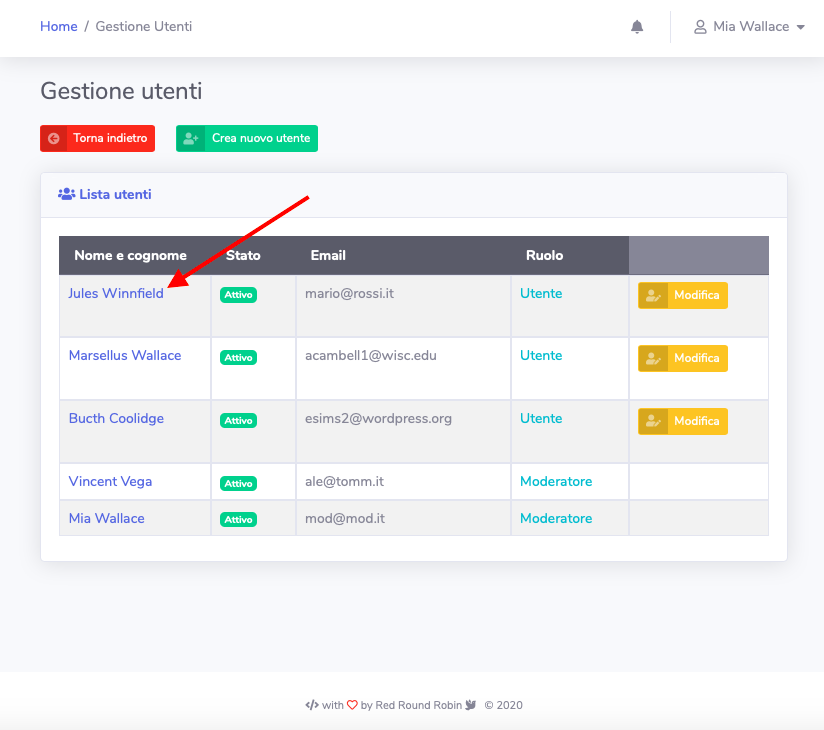 Home / Gestione Utenti
Mia Wallace
Gestione utenti
Torna indietro
Crea nuovo utente
Lista utenti
Nome e cognome Stato Email Ruolo
Jules Winnfield Attivo mario@rossi.it Utente Modifica
Marsellus Wallace Attivo acambell1@wisc.edu Utente Modifica
Bucth Coolidge Attivo esims2@wordpress.org Utente Modifica
Vincent Vega Attivo ale@tomm.it Moderatore
Mia Wallace Attivo mod@mod.it Moderatore
</> with ♡ by Red Round Robin © 2020